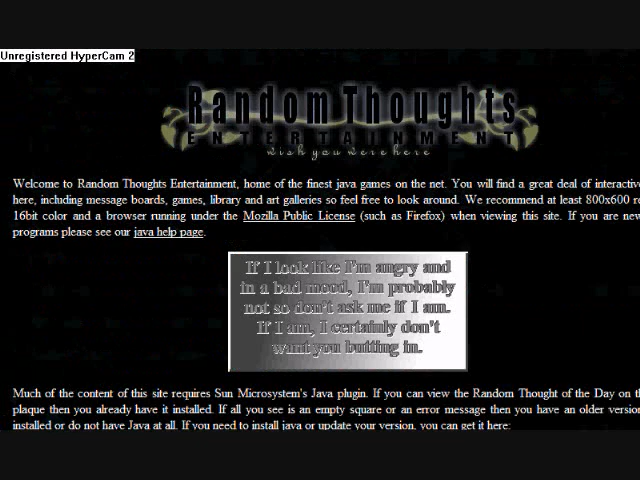 Unregistered HyperCam 2
Random Thoughts
ENTERTAINMENT
wish you were here
Welcome to Random Thoughts Entertainment, home of the finest java games on the net. You will find a great deal of interactive
here, including message boards, games, library and art galleries so feel free to look around. We recommend at least 800x600 re
16bit color and a browser running under the Mozilla Public License (such as Firefox) when viewing this site. If you are new
programs please see our java help page.
If I look like I'm angry and
in a bad mood, I'm probably
not so don't ask me if I am.
If I am, I certainly don't
want you butting in.
Much of the content of this site requires Sun Microsystem's Java plugin. If you can view the Random Thought of the Day on th
plaque then you already have it installed. If all you see is an empty square or an error message then you have an older version
installed or do not have Java at all. If you need to install java or update your version, you can get it here: